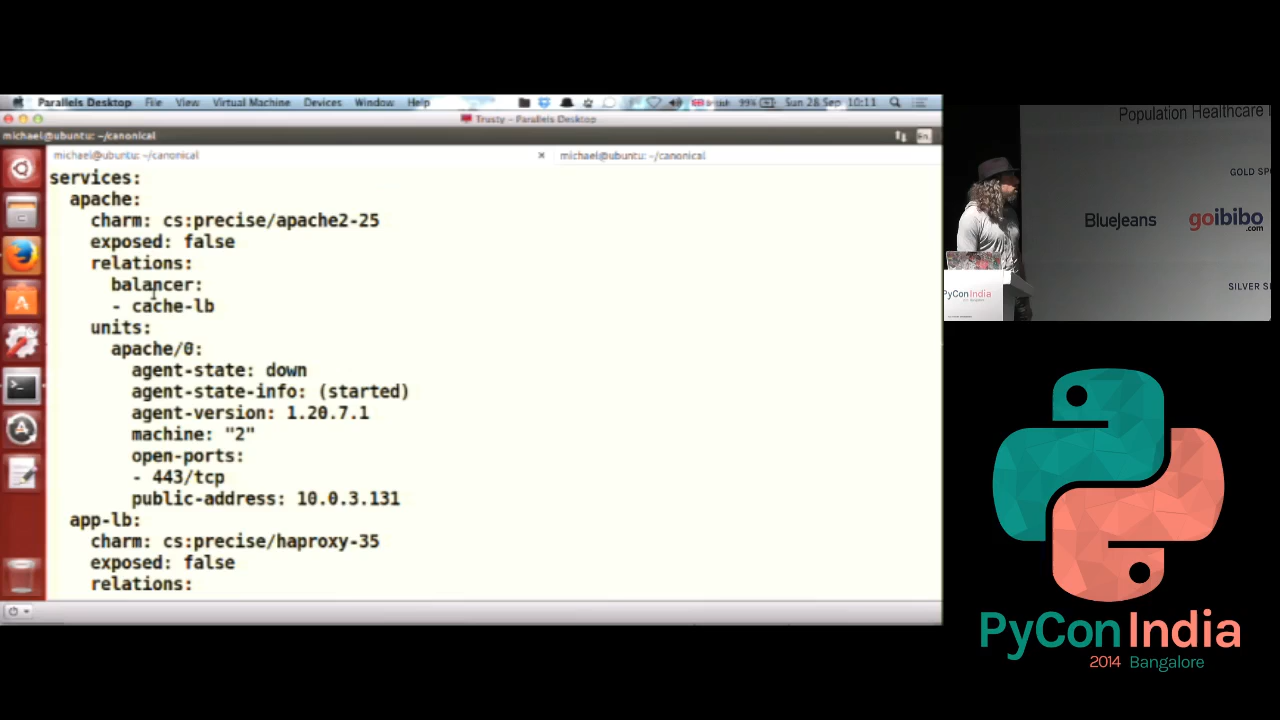 Parallels Desktop File View Virtual Machine Devices Window Help 99% Sun 28 Sep 10:11
Trusty – Parallels Desktop
michael@ubuntu: ~/canonical
michael@ubuntu: ~/canonical × michael@ubuntu: ~/canonical
services:
apache:
charm: cs:precise/apache2-25
exposed: false
relations:
balancer:
- cache-lb
units:
apache/0:
agent-state: down
agent-state-info: (started)
agent-version: 1.20.7.1
machine: "2"
open-ports:
- 443/tcp
public-address: 10.0.3.131
app-lb:
charm: cs:precise/haproxy-35
exposed: false
relations:
Population Healthcare
GOLD SPO
BlueJeans
goibibo
.com
SILVER S
PyCon India
PyCon India
2014 Bangalore